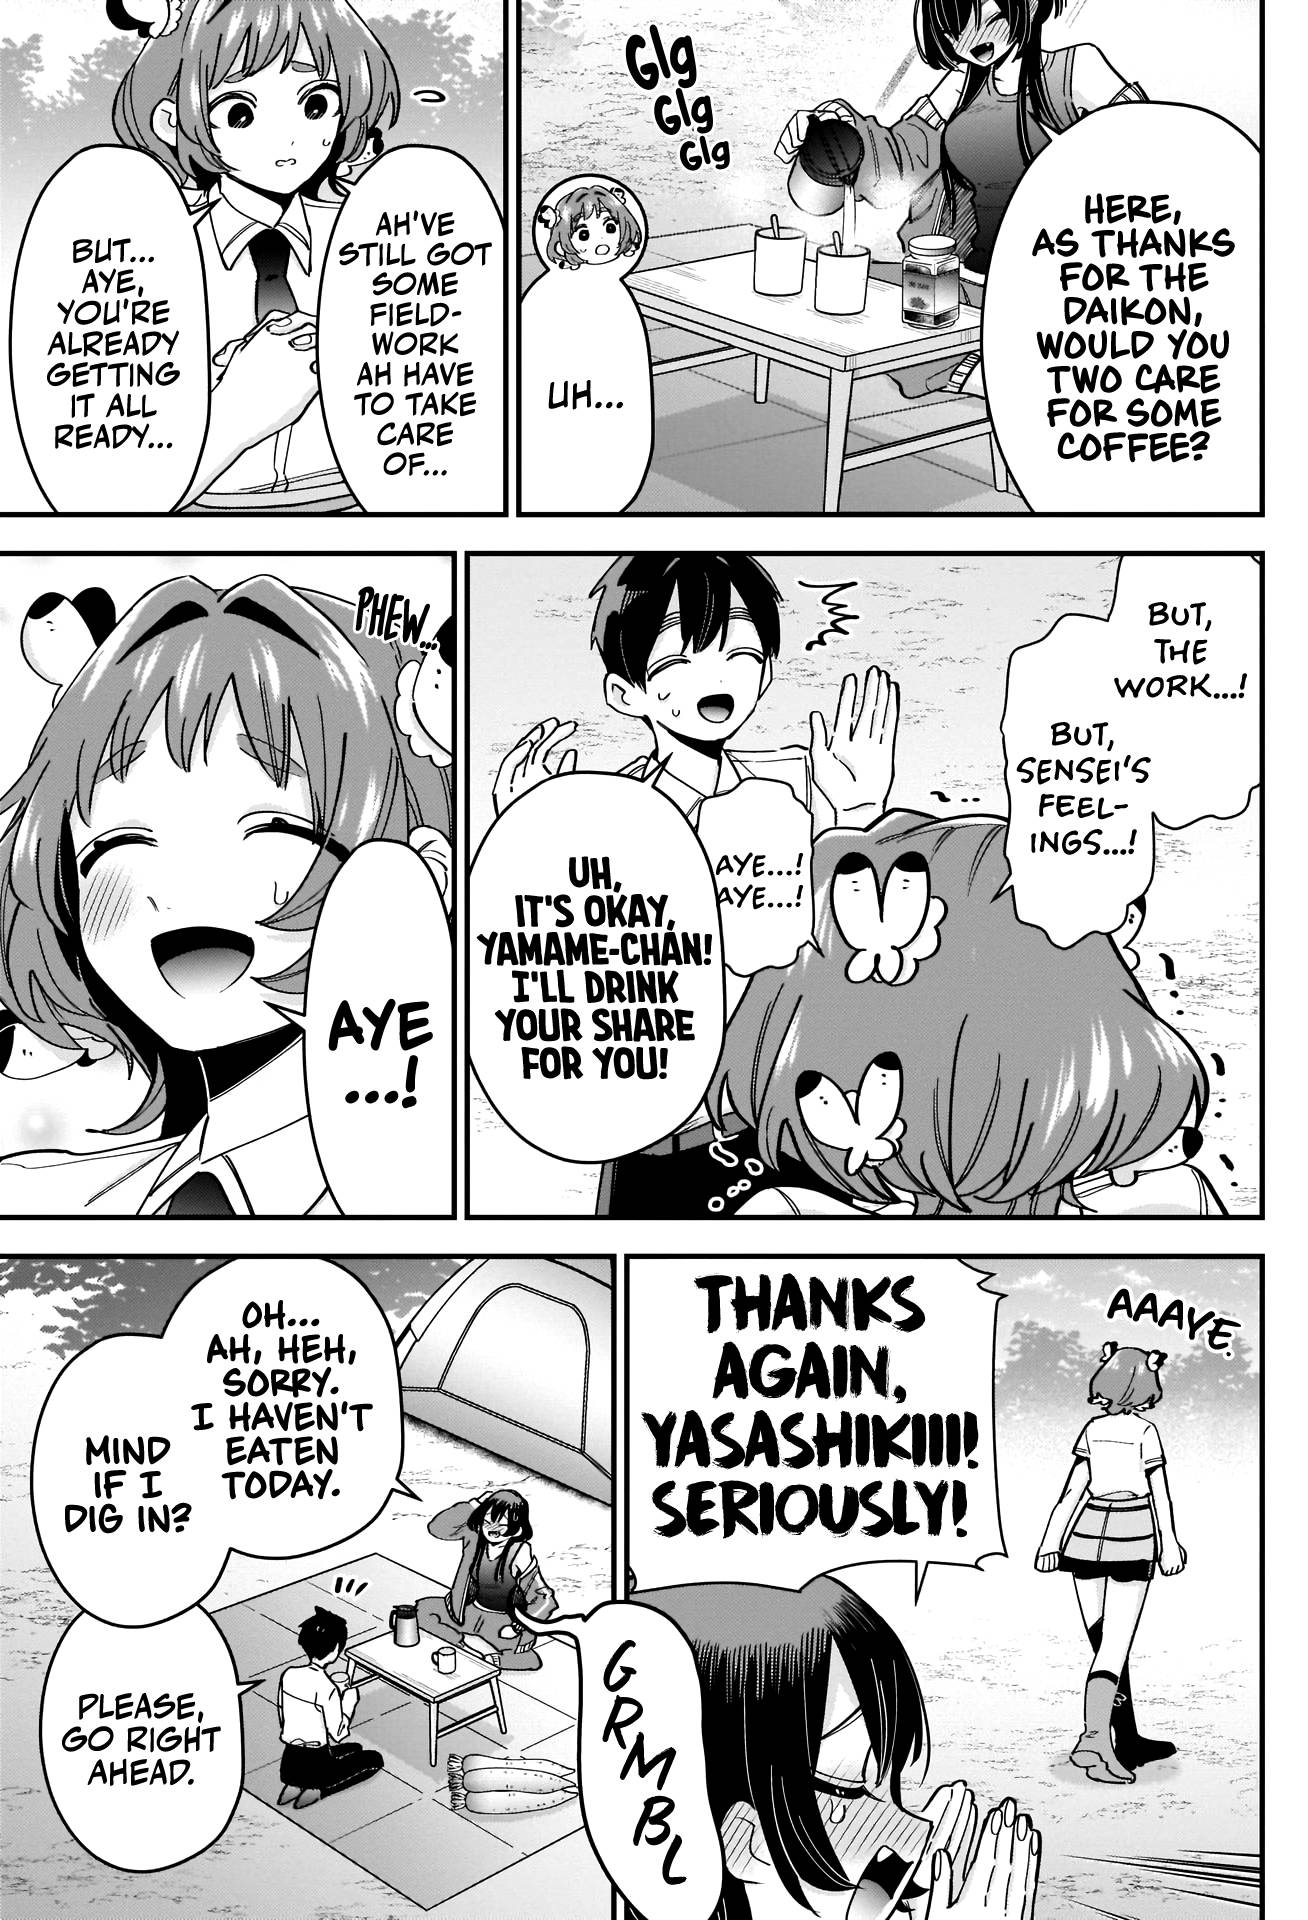 Glg
Glg
Glg
HERE,
AS THANKS
FOR THE
DAIKON,
WOULD YOU
TWO CARE
FOR SOME
COFFEE?
UH...
AH'VE
STILL GOT
SOME
FIELD-
WORK
AH HAVE
TO TAKE
CARE
OF...
BUT...
AYE,
YOU'RE
ALREADY
GETTING
IT ALL
READY...
BUT,
THE
WORK...!
BUT,
SENSEI'S
FEEL-
INGS...!
AYE...!
AYE...!
UH,
IT'S OKAY,
YAMAME-CHAN!
I'LL DRINK
YOUR SHARE
FOR YOU!
PHEW...
AYE
...!
AAAYE.
THANKS
AGAIN,
YASASHIKIII!
SERIOUSLY!
GRMBL
OH...
AH, HEH,
SORRY.
I HAVEN'T
EATEN
TODAY.
MIND
IF I
DIG IN?
PLEASE,
GO RIGHT
AHEAD.